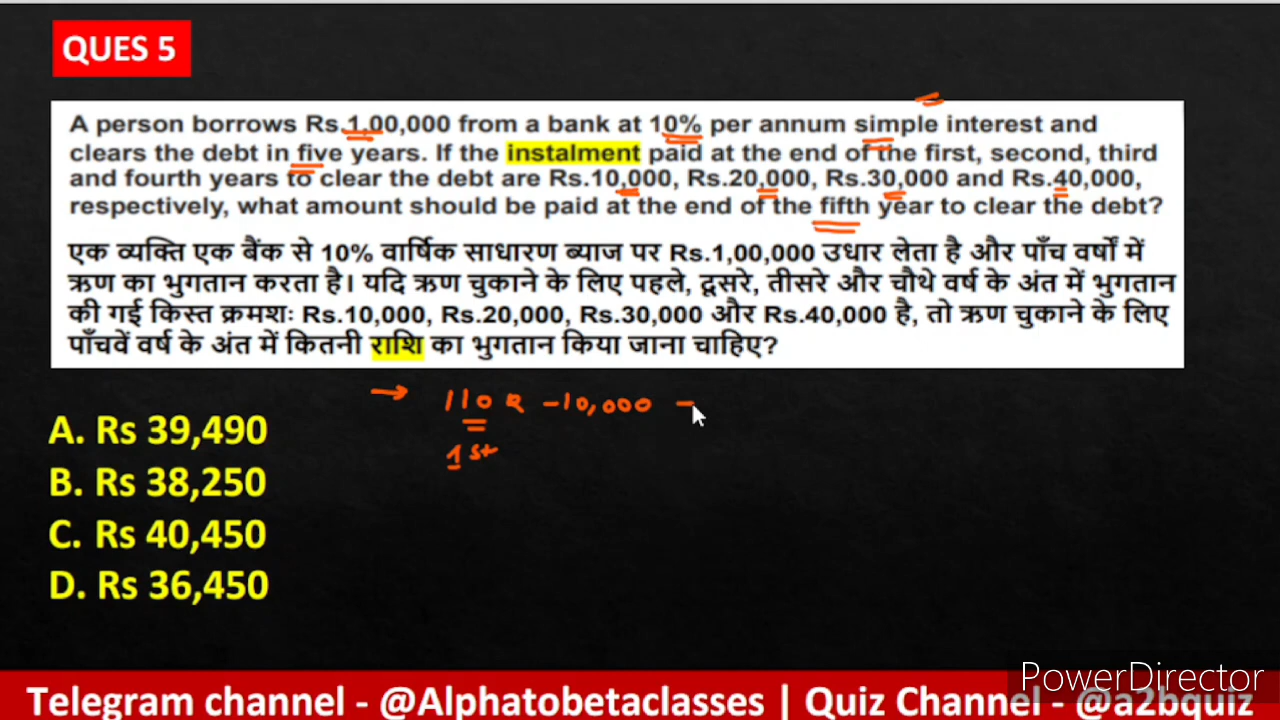 QUES 5
A person borrows Rs.1,00,000 from a bank at 10% per annum simple interest and
clears the debt in five years. If the instalment paid at the end of the first, second, third
and fourth years to clear the debt are Rs.10,000, Rs.20,000, Rs.30,000 and Rs.40,000,
respectively, what amount should be paid at the end of the fifth year to clear the debt?
एक व्यक्ति एक बैंक से 10% वार्षिक साधारण ब्याज पर Rs.1,00,000 उधार लेता है और पाँच वर्षों में
ऋण का भुगतान करता है। यदि ऋण चुकाने के लिए पहले, दूसरे, तीसरे और चौथे वर्ष के अंत में भुगतान
की गई किस्त क्रमशः Rs.10,000, Rs.20,000, Rs.30,000 और Rs.40,000 है, तो ऋण चुकाने के लिए
पाँचवें वर्ष के अंत में कितनी राशि का भुगतान किया जाना चाहिए?
→ 110 k -10,000 -
1st
A. Rs 39,490
B. Rs 38,250
C. Rs 40,450
D. Rs 36,450
PowerDirector
Telegram channel - @Alphatobetaclasses | Quiz Channel - @a2bquiz